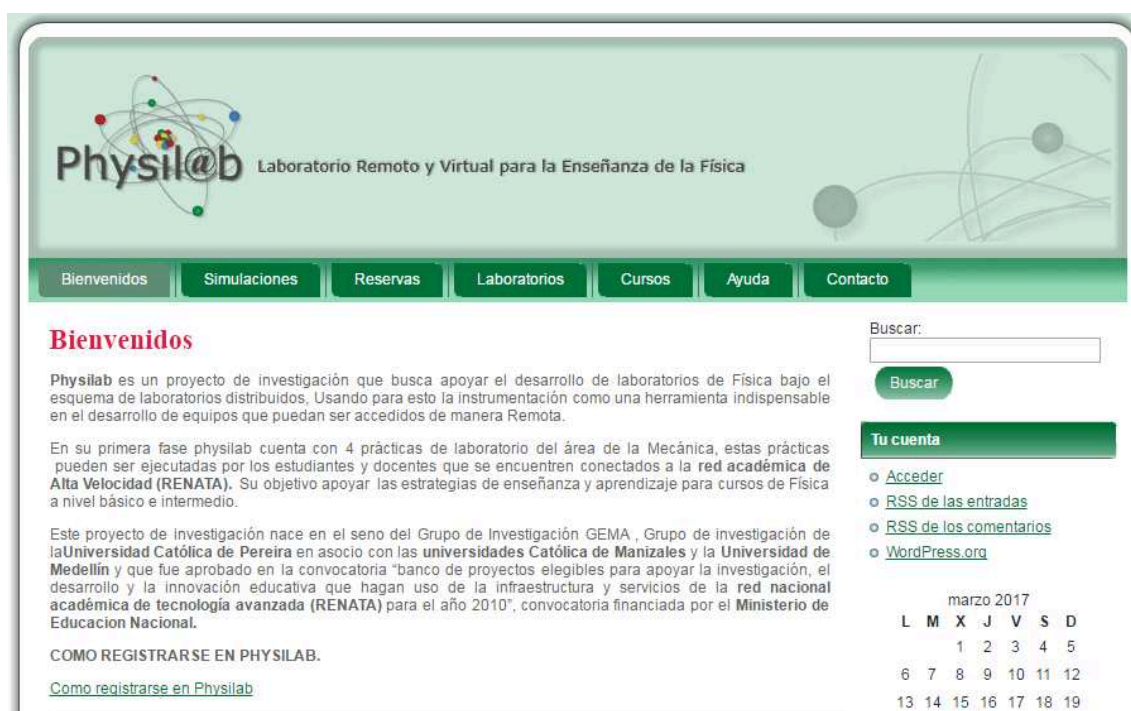 Physil@b Laboratorio Remoto y Virtual para la Enseñanza de la Física
Bienvenidos Simulaciones Reservas Laboratorios Cursos Ayuda Contacto
Bienvenidos
Physilab es un proyecto de investigación que busca apoyar el desarrollo de laboratorios de Física bajo el
esquema de laboratorios distribuidos, Usando para esto la instrumentación como una herramienta indispensable
en el desarrollo de equipos que puedan ser accedidos de manera Remota.
En su primera fase physilab cuenta con 4 prácticas de laboratorio del área de la Mecánica, estas prácticas
pueden ser ejecutadas por los estudiantes y docentes que se encuentren conectados a la red académica de
Alta Velocidad (RENATA). Su objetivo apoyar las estrategias de enseñanza y aprendizaje para cursos de Física
a nivel básico e intermedio.
Este proyecto de investigación nace en el seno del Grupo de Investigación GEMA , Grupo de investigación de
laUniversidad Católica de Pereira en asocio con las universidades Católica de Manizales y la Universidad de
Medellín y que fue aprobado en la convocatoria “banco de proyectos elegibles para apoyar la investigación, el
desarrollo y la innovación educativa que hagan uso de la infraestructura y servicios de la red nacional
académica de tecnología avanzada (RENATA) para el año 2010”, convocatoria financiada por el Ministerio de
Educacion Nacional.
COMO REGISTRARSE EN PHYSILAB.
Como registrarse en Physilab
Buscar:
Buscar
Tu cuenta
Acceder
RSS de las entradas
RSS de los comentarios
WordPress.org
marzo 2017
L M X J V S D
1 2 3 4 5
6 7 8 9 10 11 12
13 14 15 16 17 18 19